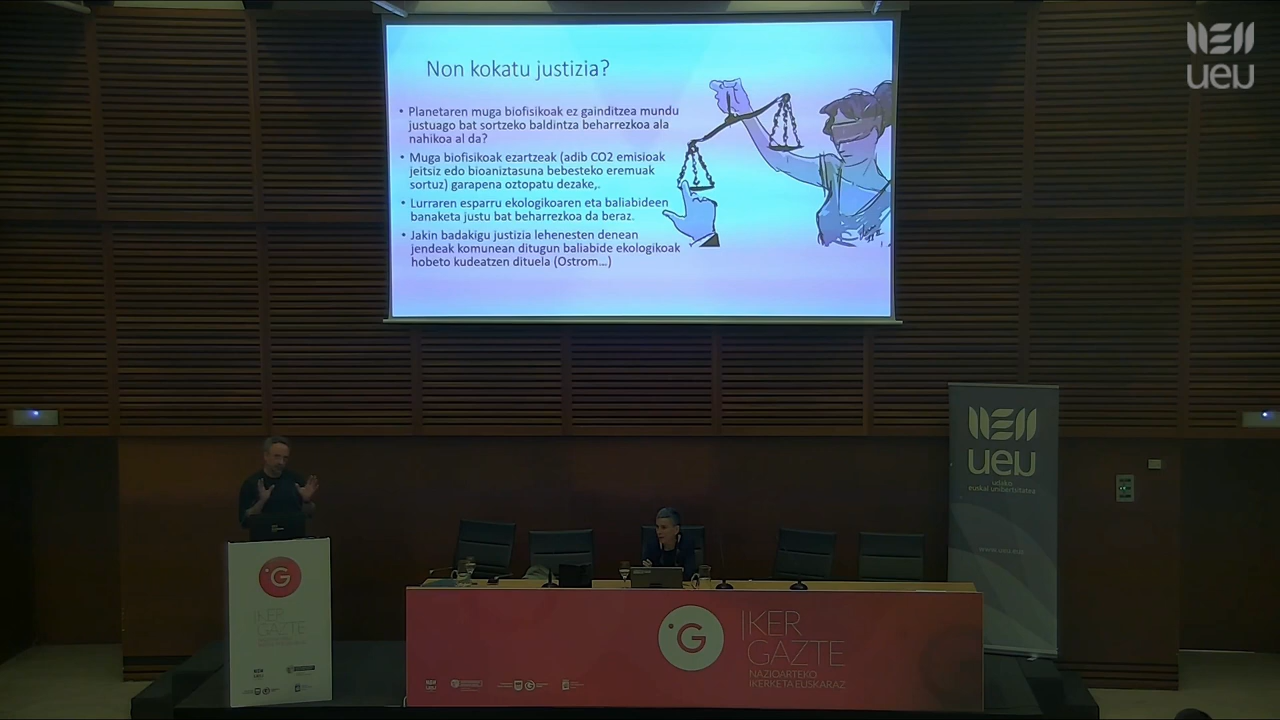 Non kokatu justizia?
• Planetaren muga biofisikoak ez gainditzea mundu
justuago bat sortzeko baldintza beharrezkoa ala
nahikoa al da?
• Muga biofisikoak ezartzeak (adib CO2 emisioak
jeitsiz edo bioaniztasuna bebesteko eremuak
sortuz) garapena oztopatu dezake,.
• Lurraren esparru ekologikoaren eta baliabideen
banaketa justu bat beharrezkoa da beraz.
• Jakin badakigu justizia lehenesten denean
jendeak komunean ditugun baliabide ekologikoak
hobeto kudeatzen dituela (Ostrom...)
ueu
ueu
udako
euskal unibertsitatea
www.ueu.eus
G
IKER
GAZTE
G
IKER
GAZTE
NAZIOARTEKO
IKERKETA EUSKARAZ